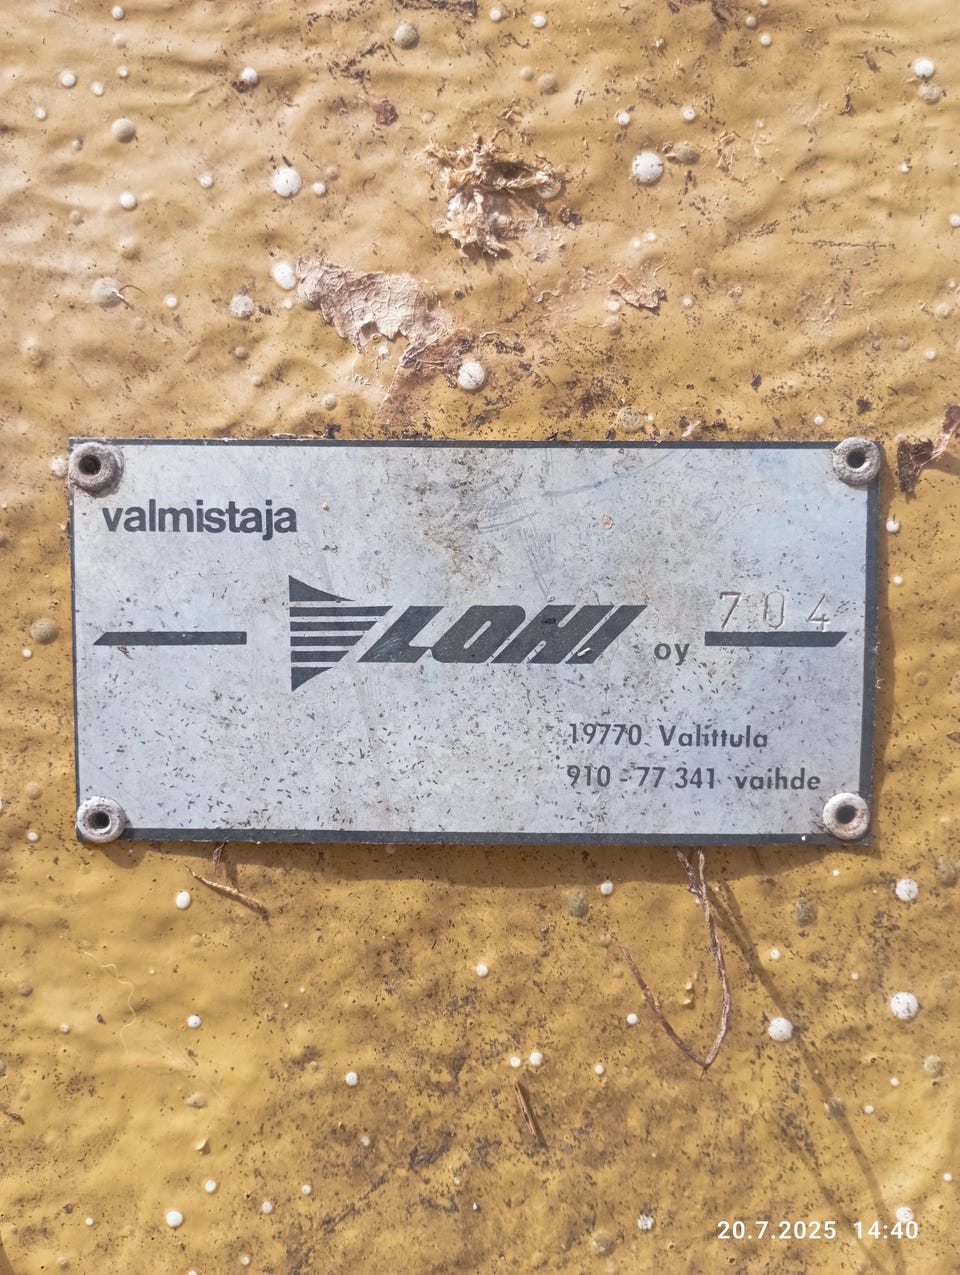 valmistaja
LOHI oy 704
19770 Valittula
910-77 341 vaihde
20.7.2025 14:40